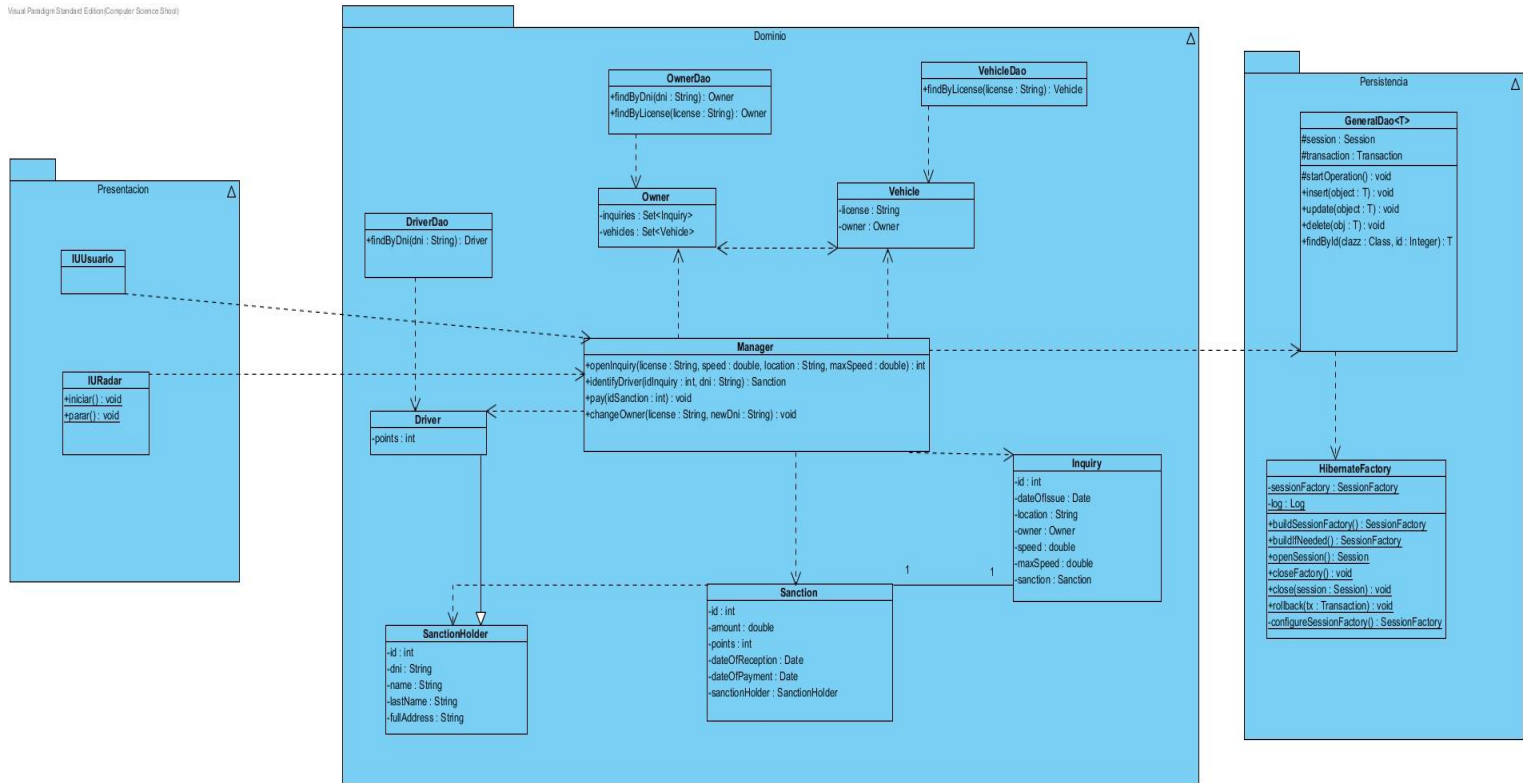 Visual Paradigm Standard Edition(Computer Science Shool)
Presentacion
IUUsuario
IURadar
+iniciar() : void
+parar() : void
Dominio
OwnerDao
+findByDni(dni : String) : Owner
+findByLicense(license : String) : Owner
VehicleDao
+findByLicense(license : String) : Vehicle
Owner
-inquiries : Set<Inquiry>
-vehicles : Set<Vehicle>
Vehicle
-license : String
-owner : Owner
DriverDao
+findByDni(dni : String) : Driver
Manager
+openInquiry(license : String, speed : double, location : String, maxSpeed : double) : int
+identifyDriver(idInquiry : int, dni : String) : Sanction
+pay(idSanction : int) : void
+changeOwner(license : String, newDni : String) : void
Driver
-points : int
Inquiry
-id : int
-dateOfIssue : Date
-location : String
-owner : Owner
-speed : double
-maxSpeed : double
-sanction : Sanction
1
1
Sanction
-id : int
-amount : double
-points : int
-dateOfReception : Date
-dateOfPayment : Date
-sanctionHolder : SanctionHolder
SanctionHolder
-id : int
-dni : String
-name : String
-lastName : String
-fullAddress : String
Persistencia
GeneralDao<T>
#session : Session
#transaction : Transaction
#startOperation() : void
+insert(object : T) : void
+update(object : T) : void
+delete(obj : T) : void
+findById(clazz : Class, id : Integer) : T
HibernateFactory
-sessionFactory : SessionFactory
-log : Log
+buildSessionFactory() : SessionFactory
+buildIfNeeded() : SessionFactory
+openSession() : Session
+closeFactory() : void
+close(session : Session) : void
+rollback(tx : Transaction) : void
-configureSessionFactory() : SessionFactory